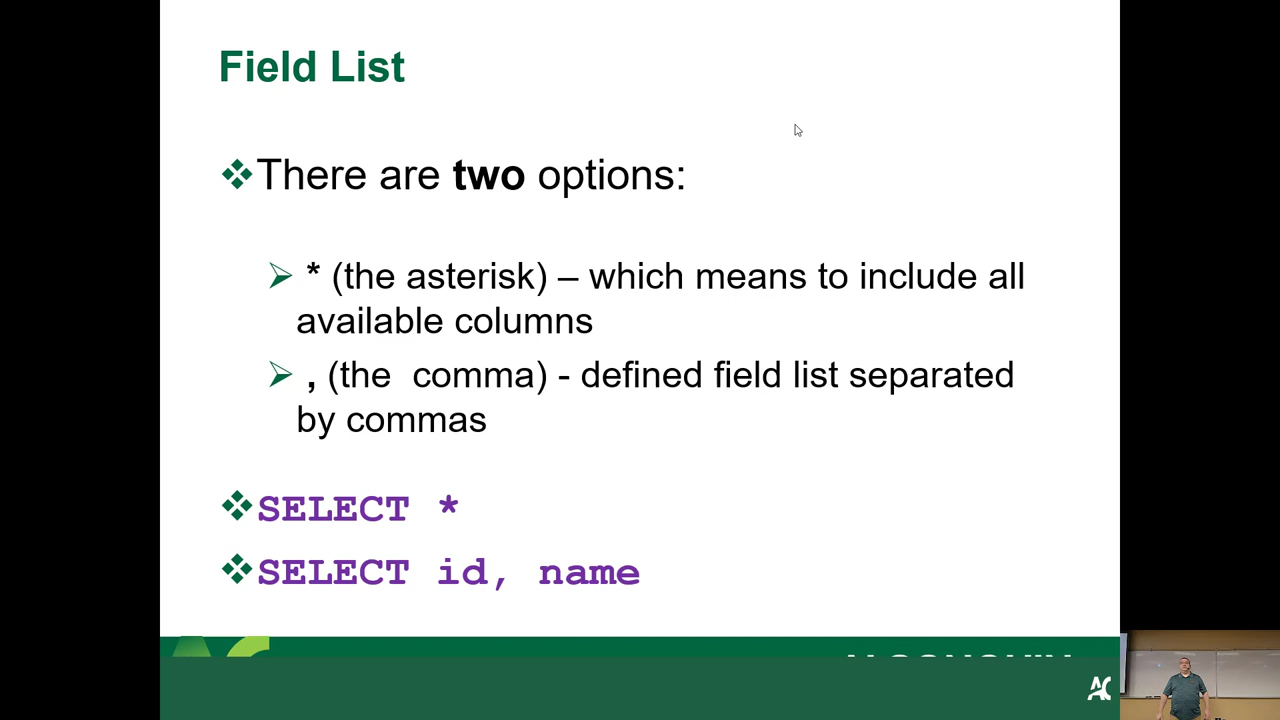 Field List
❖There are two options:
➢ * (the asterisk) – which means to include all
available columns
➢ , (the  comma) - defined field list separated
by commas
❖SELECT *
❖SELECT id, name
AC